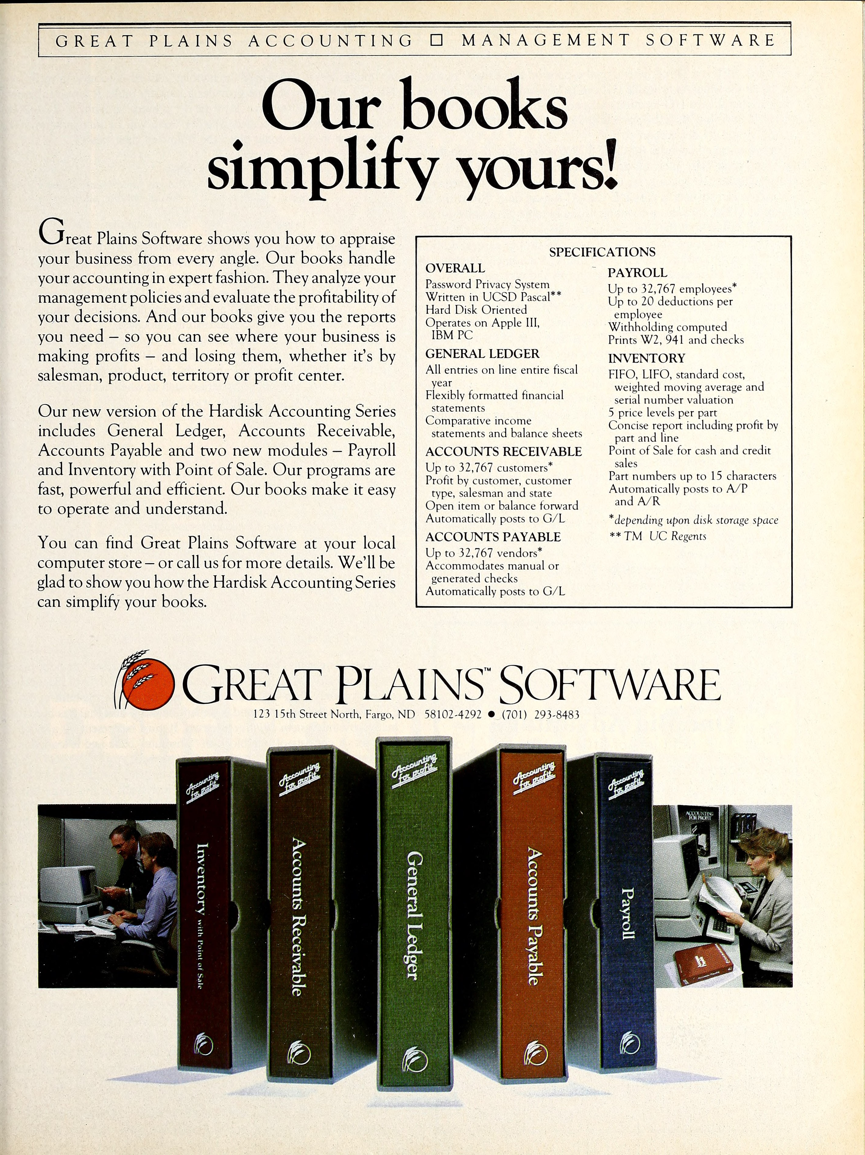 GREAT PLAINS ACCOUNTING □ MANAGEMENT SOFTWARE
Our books
simplify yours!
Great Plains Software shows you how to appraise
your business from every angle. Our books handle
your accounting in expert fashion. They analyze your
management policies and evaluate the profitability of
your decisions. And our books give you the reports
you need – so you can see where your business is
making profits – and losing them, whether it's by
salesman, product, territory or profit center.
Our new version of the Hardisk Accounting Series
includes General Ledger, Accounts Receivable,
Accounts Payable and two new modules – Payroll
and Inventory with Point of Sale. Our programs are
fast, powerful and efficient. Our books make it easy
to operate and understand.
You can find Great Plains Software at your local
computer store – or call us for more details. We'll be
glad to show you how the Hardisk Accounting Series
can simplify your books.
SPECIFICATIONS
OVERALL
Password Privacy System
Written in UCSD Pascal**
Hard Disk Oriented
Operates on Apple III,
IBM PC
GENERAL LEDGER
All entries on line entire fiscal
year
Flexibly formatted financial
statements
Comparative income
statements and balance sheets
ACCOUNTS RECEIVABLE
Up to 32,767 customers*
Profit by customer, customer
type, salesman and state
Open item or balance forward
Automatically posts to G/L
ACCOUNTS PAYABLE
Up to 32,767 vendors*
Accommodates manual or
generated checks
Automatically posts to G/L
PAYROLL
Up to 32,767 employees*
Up to 20 deductions per
employee
Withholding computed
Prints W2, 941 and checks
INVENTORY
FIFO, LIFO, standard cost,
weighted moving average and
serial number valuation
5 price levels per part
Concise report including profit by
part and line
Point of Sale for cash and credit
sales
Part numbers up to 15 characters
Automatically posts to A/P
and A/R
*depending upon disk storage space
** TM UC Regents
GREAT PLAINS™ SOFTWARE
123 15th Street North, Fargo, ND 58102-4292 ● (701) 293-8483
Accounting
for profit
Inventory with Point of Sale
Accounting
for profit
Accounts Receivable
Accounting
for profit
General Ledger
Accounting
for profit
Accounts Payable
Accounting
for profit
Payroll
ACCOUNTING
FOR PROFIT